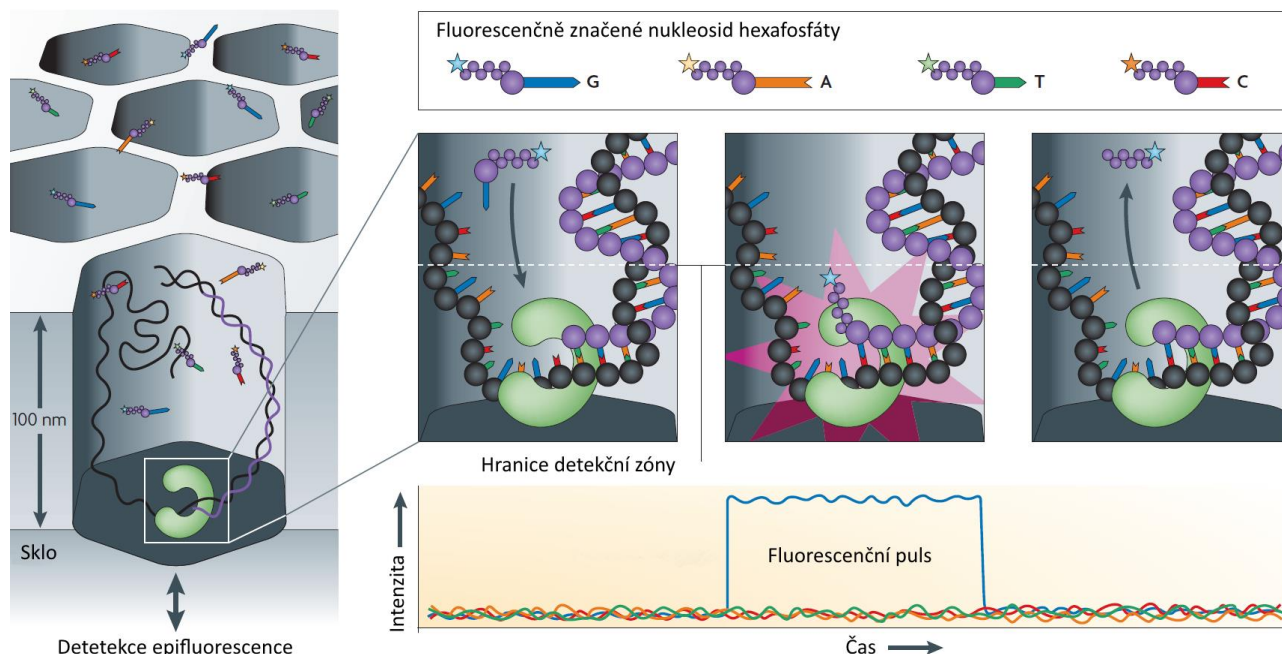 Fluorescenčně značené nukleosid hexafosfáty
G
A
T
C
100 nm
Sklo
Detetekce epifluorescence
Hranice detekční zóny
Intenzita
Fluorescenční puls
Čas